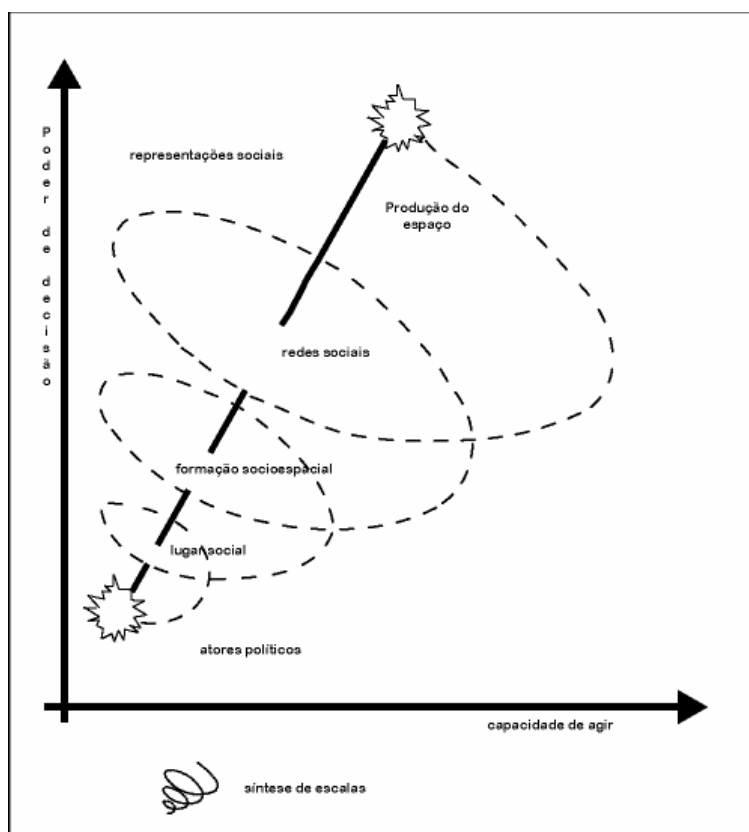 Poder de decisão
representações sociais
Produção do
espaço
redes sociais
formação socioespacial
lugar social
atores políticos
capacidade de agir
síntese de escalas